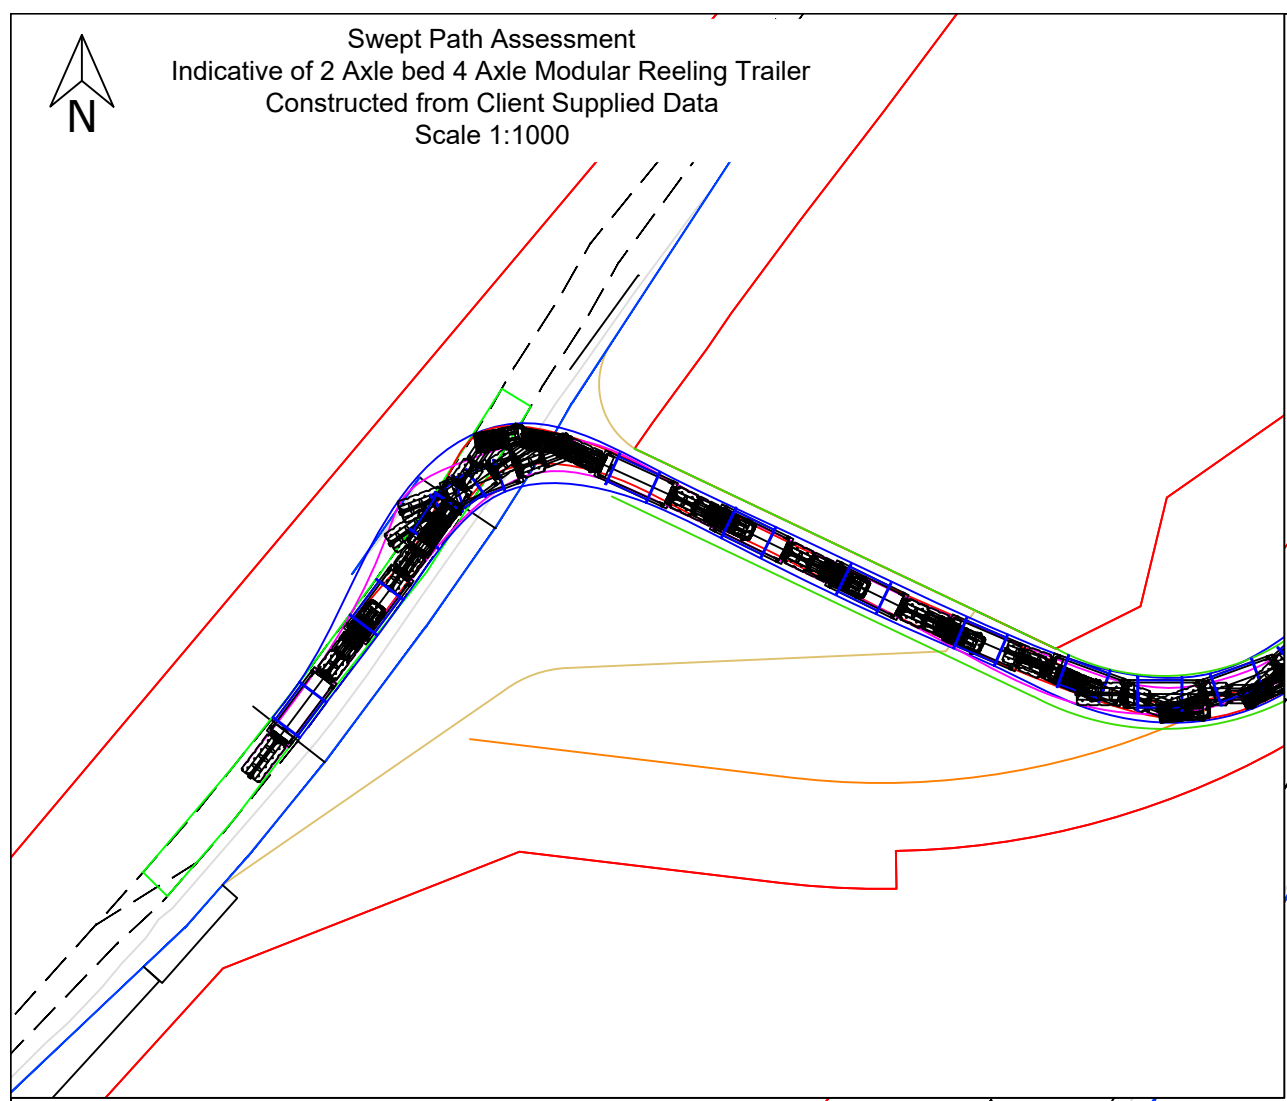 Swept Path Assessment
Indicative of 2 Axle bed 4 Axle Modular Reeling Trailer
Constructed from Client Supplied Data
Scale 1:1000
N